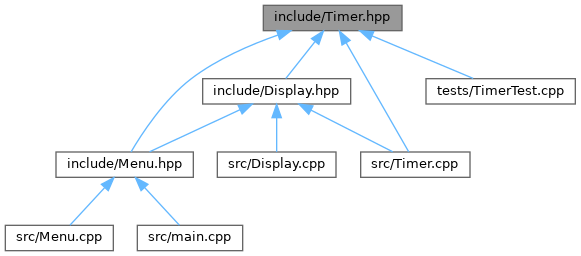 include/Timer.hpp
include/Display.hpp
tests/TimerTest.cpp
include/Menu.hpp
src/Display.cpp
src/Timer.cpp
src/Menu.cpp
src/main.cpp